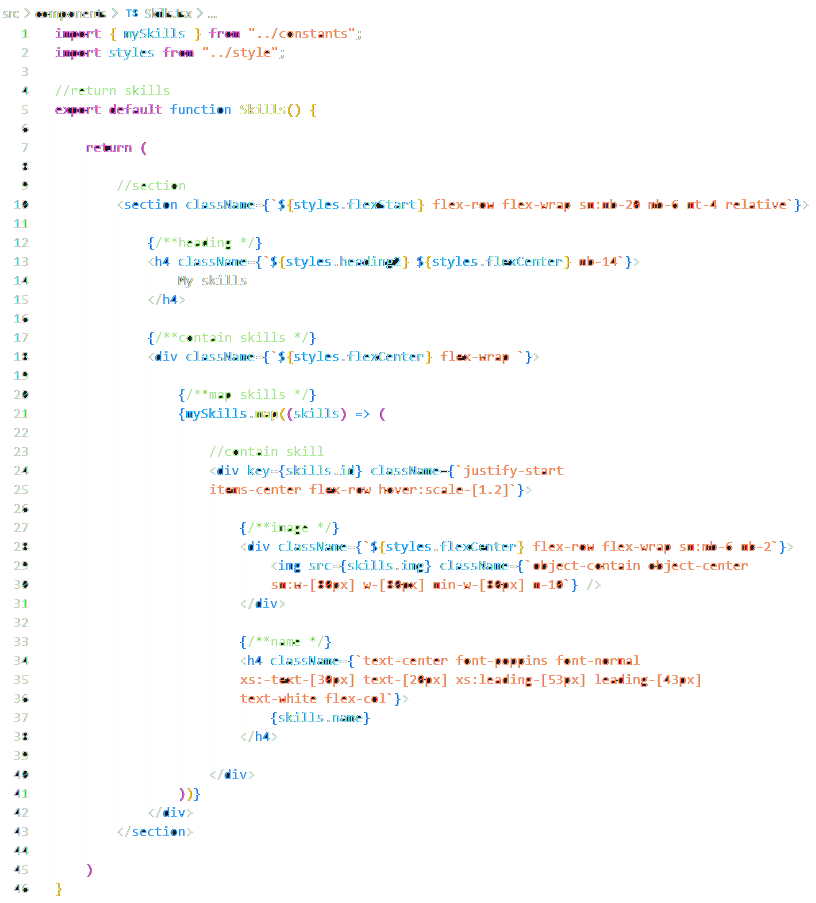 src > components > TS Skills.tsx > ...
1 import { mySkills } from "../constants";
2 import styles from "../style";
3
4 //return skills
5 export default function Skills() {
6
7 return (
8
9 //section
10 <section className={`${styles.flexStart} flex-row flex-wrap sm:mb-20 mb-6 mt-4 relative`}>
11
12 {/**heading */}
13 <h4 className={`${styles.heading2} ${styles.flexCenter} mb-14`}>
14 My skills
15 </h4>
16
17 {/**contain skills */}
18 <div className={`${styles.flexCenter} flex-wrap `}>
19
20 {/**map skills */}
21 {mySkills.map((skills) => (
22
23 //contain skill
24 <div key={skills.id} className={`justify-start
25 items-center flex-row hover:scale-[1.2]`}>
26
27 {/**image */}
28 <div className={`${styles.flexCenter} flex-row flex-wrap sm:mb-6 mb-2`}>
29 <img src={skills.img} className={`object-contain object-center
30 sm:w-[80px] w-[80px] min-w-[80px] m-10`} />
31 </div>
32
33 {/**name */}
34 <h4 className={`text-center font-poppins font-normal
35 xs:-text-[30px] text-[20px] xs:leading-[53px] leading-[43px]
36 text-white flex-col`}>
37 {skills.name}
38 </h4>
39
40 </div>
41 ))}
42 </div>
43 </section>
44
45 )
46 }